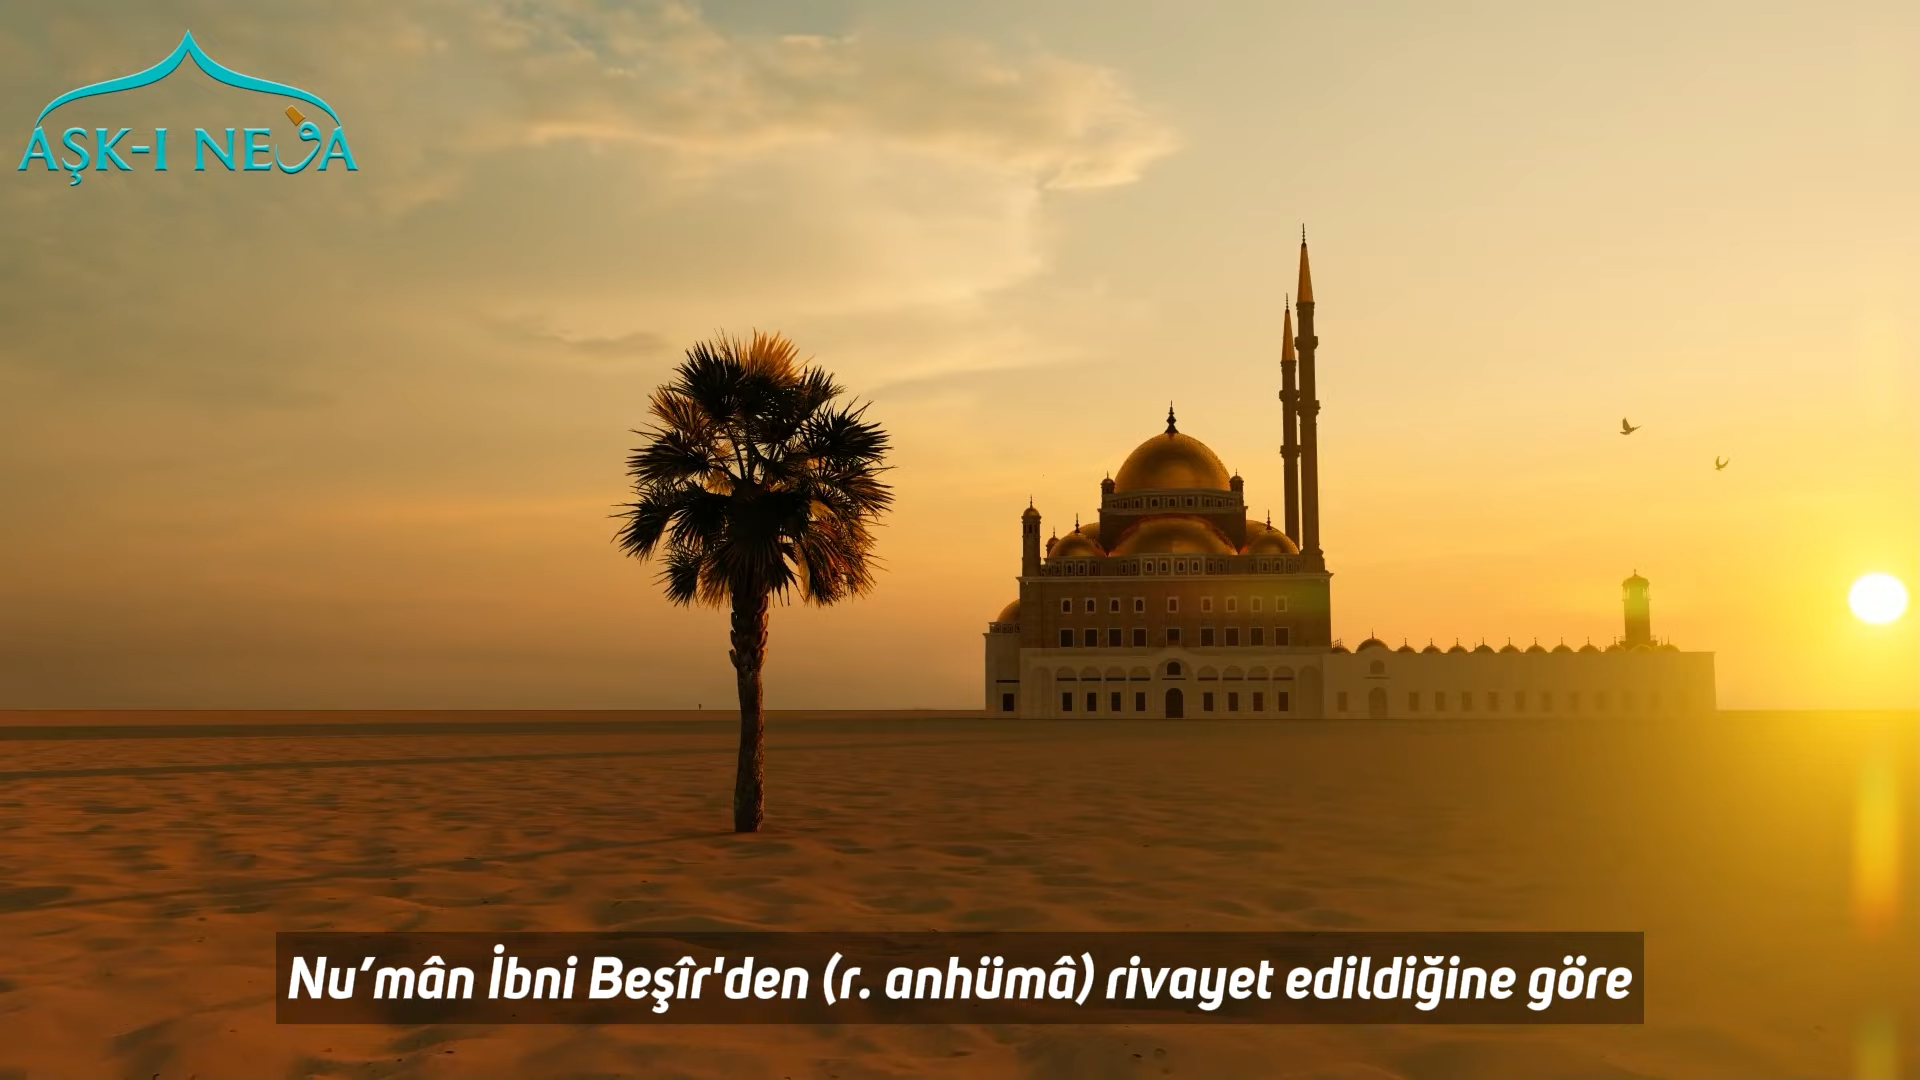 AŞK-I NEVA
Nu’mân İbni Beşîr'den (r. anhümâ) rivayet edildiğine göre